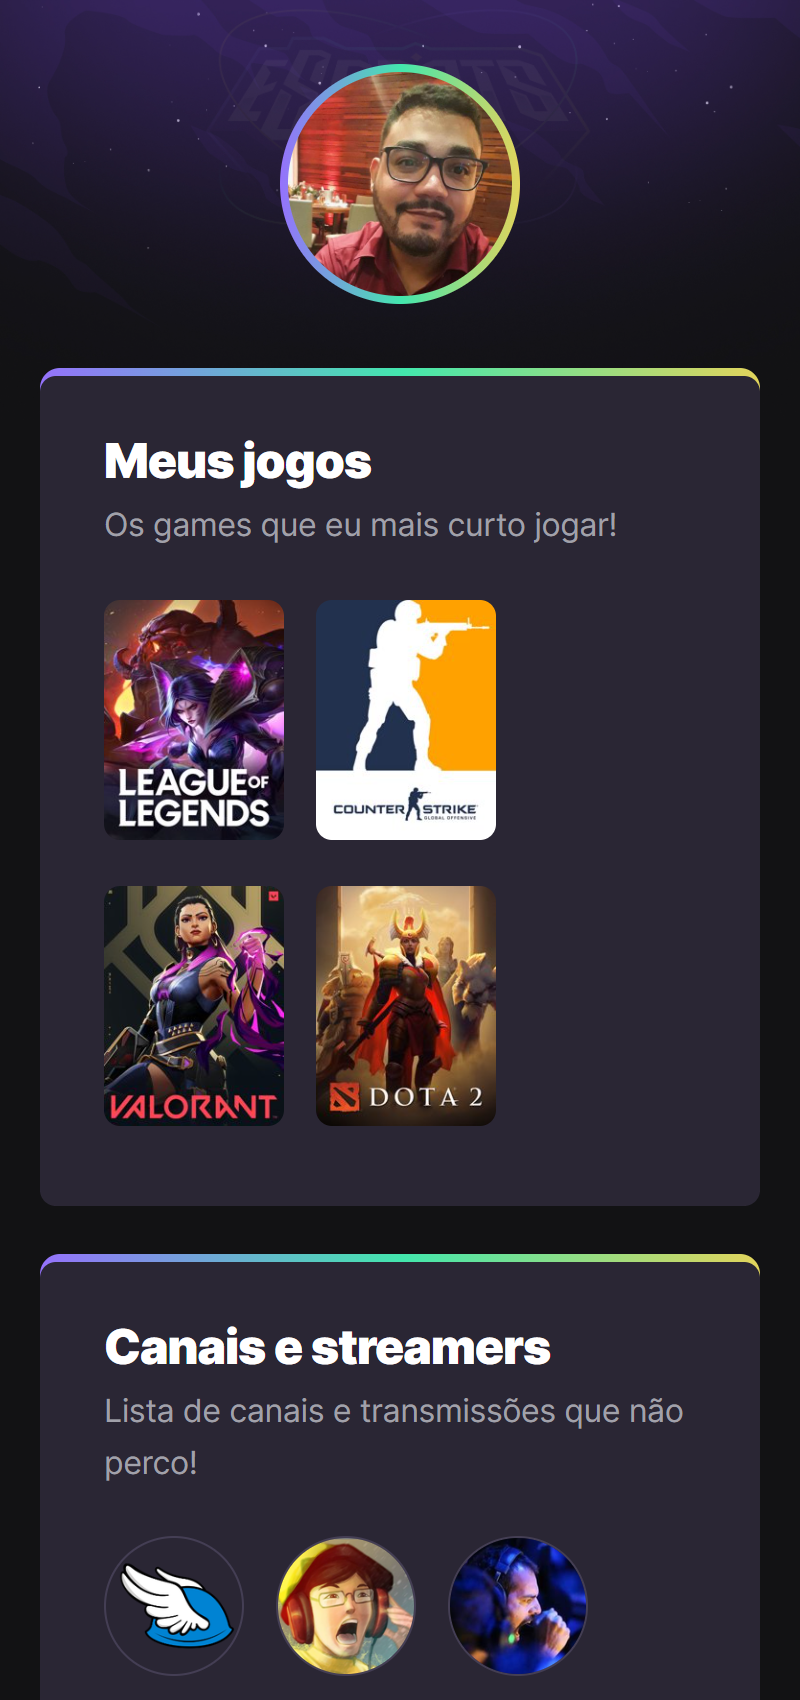 Meus jogos
Os games que eu mais curto jogar!
LEAGUE OF
LEGENDS
COUNTER STRIKE
GLOBAL OFFENSIVE
VALORANT
DOTA 2
Canais e streamers
Lista de canais e transmissões que não
perco!